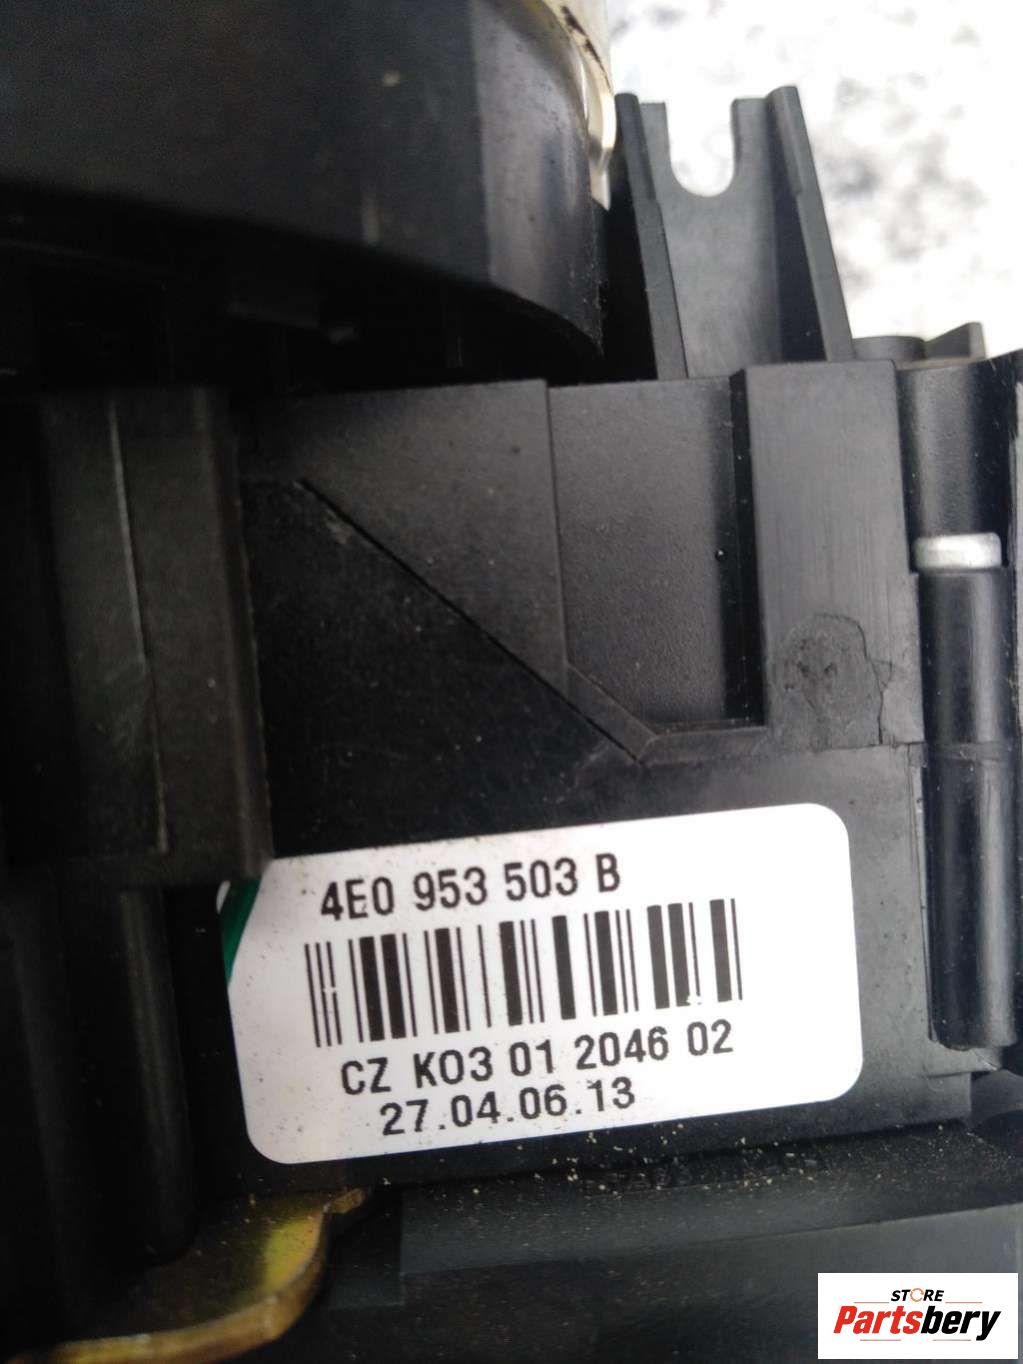 4E0 953 503 B
CZ K03 01 2046 02
27.04.06.13
STORE
Partsbery